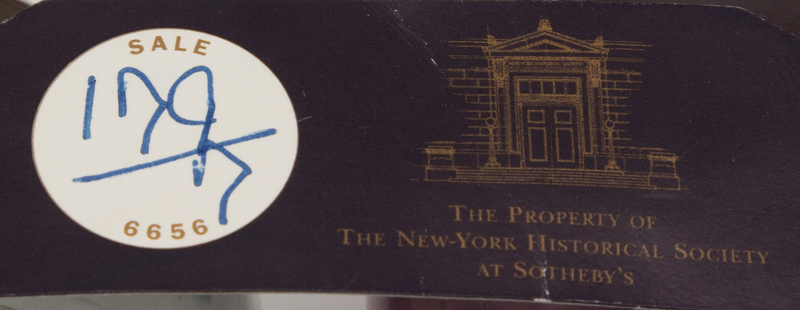 SALE
6656
THE PROPERTY OF
THE NEW-YORK HISTORICAL SOCIETY
AT SOTHEBY'S